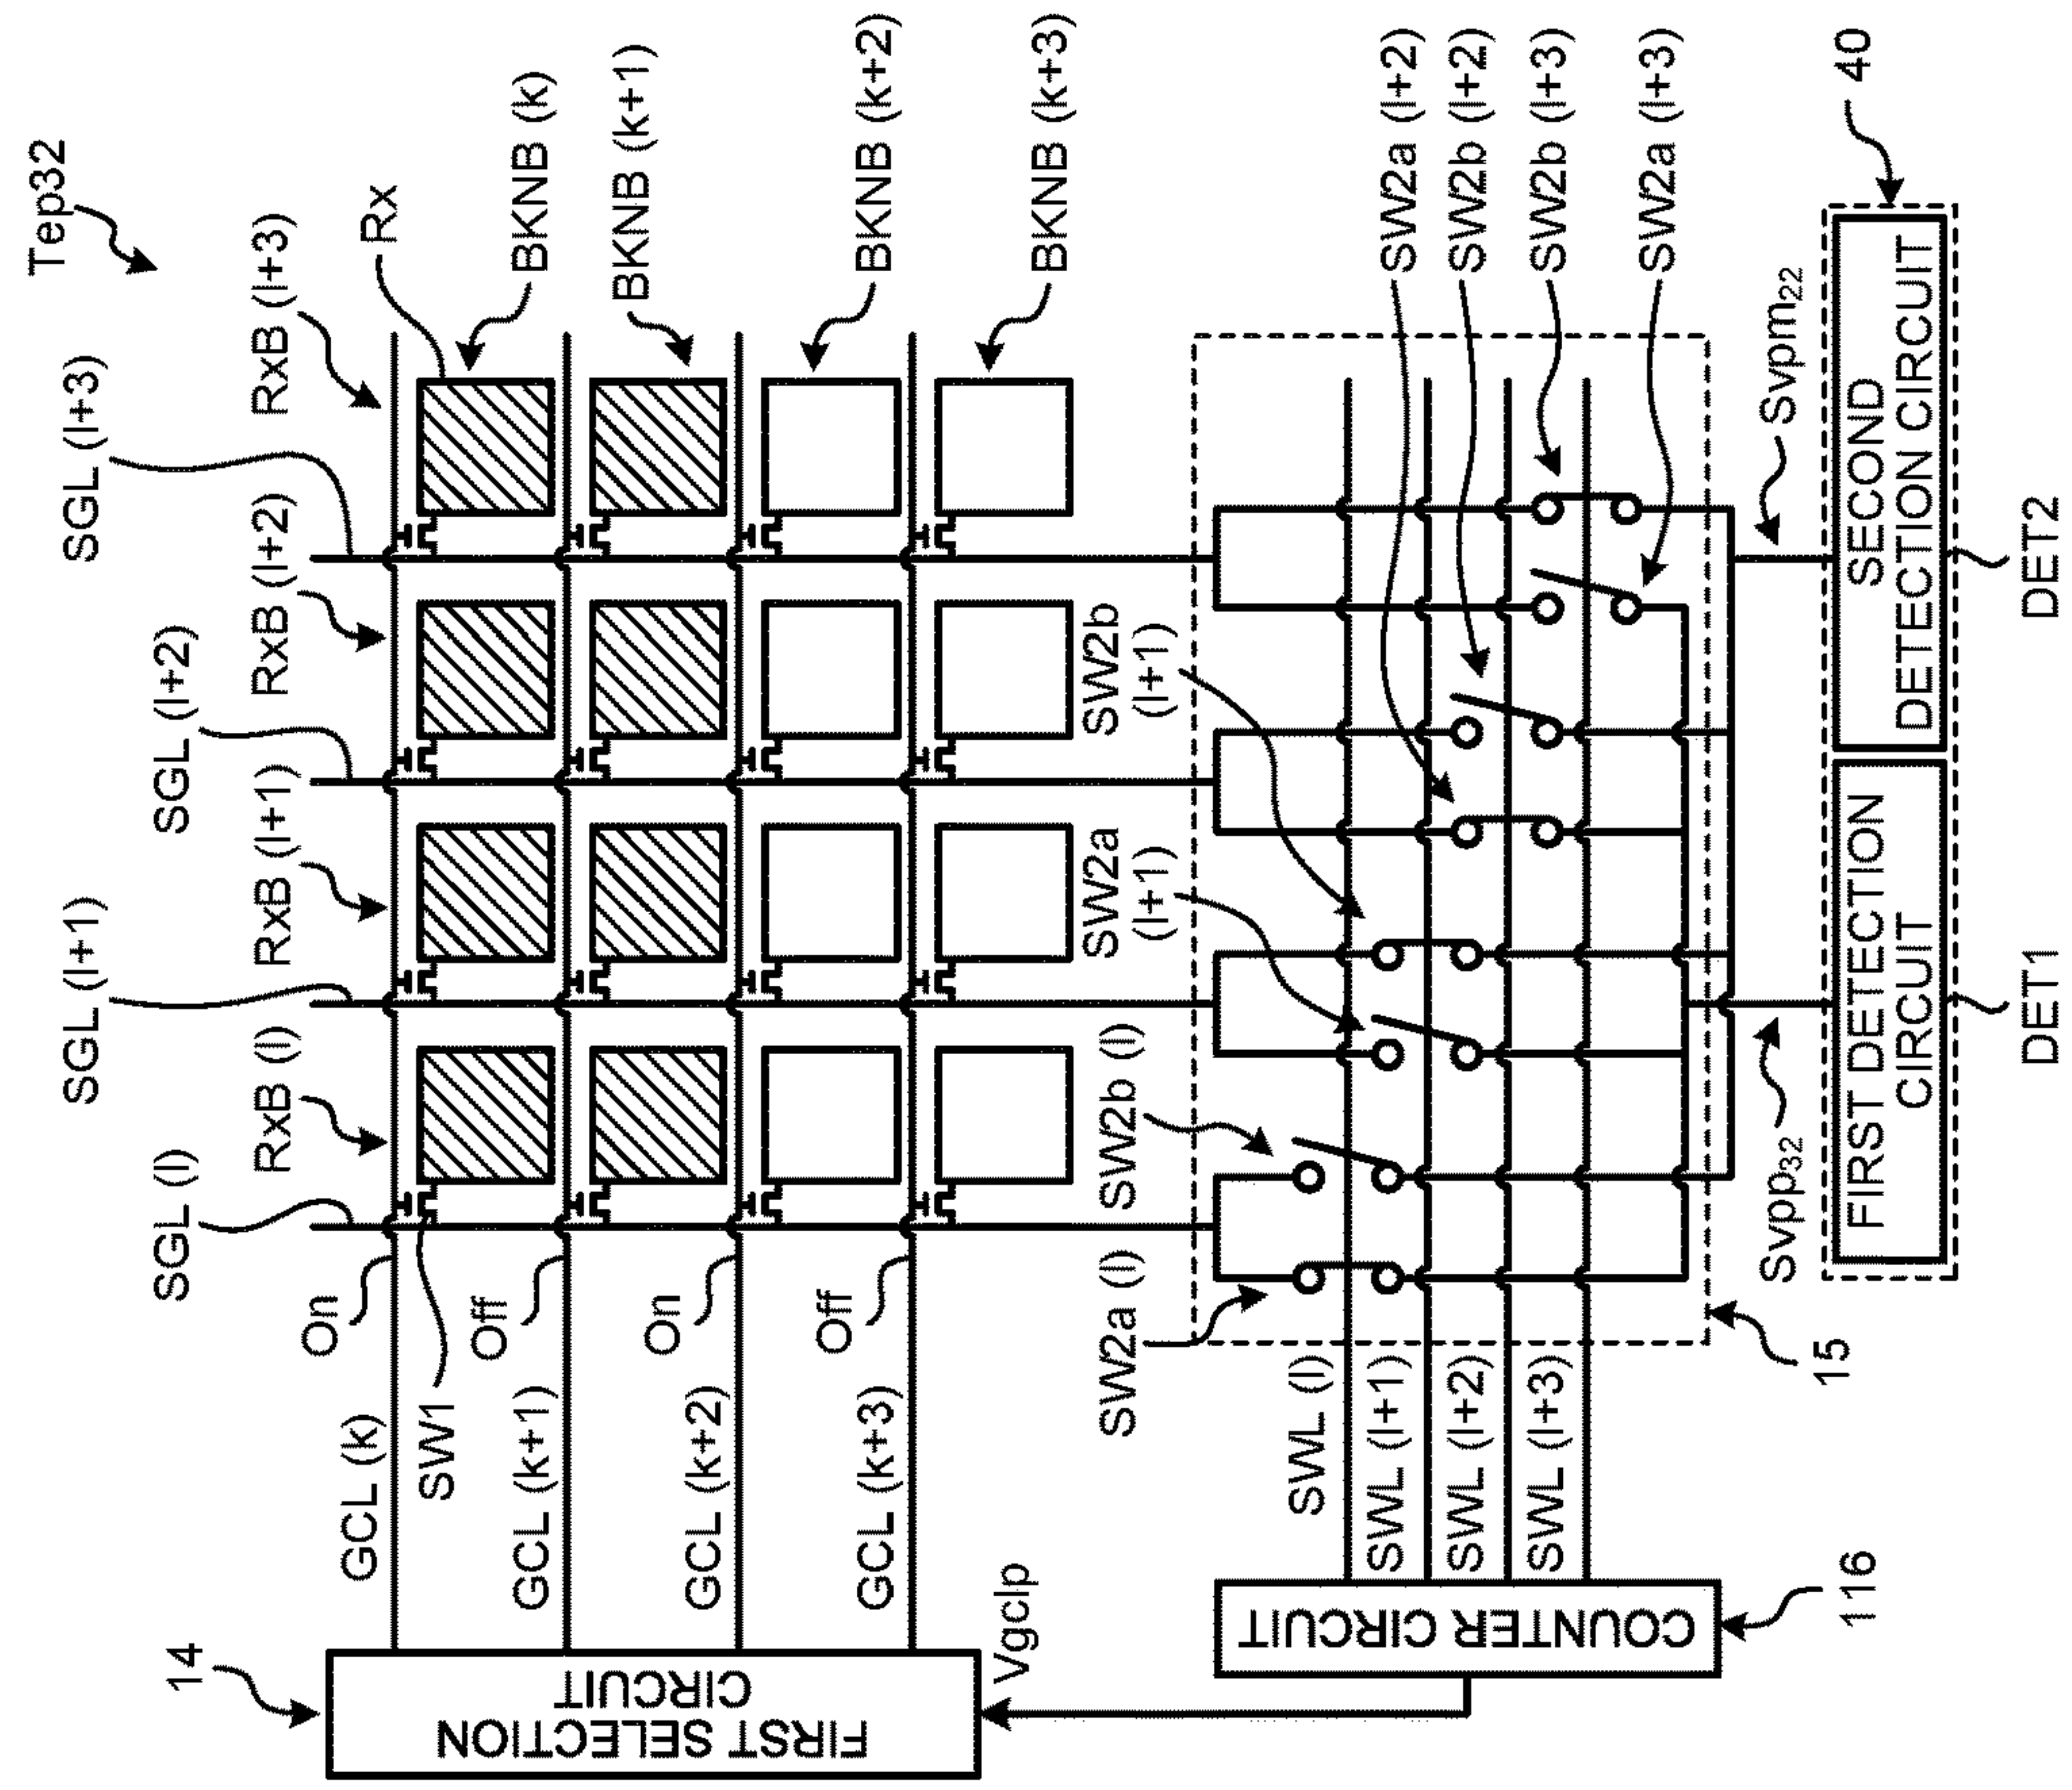 Tep32
SGL (l+3)
RxB (l+3)
Rx
BKNB (k)
BKNB (k+1)
BKNB (k+2)
BKNB (k+3)
SGL (l+2)
RxB (l+2)
SGL (l+1)
RxB (l+1)
SGL (l)
RxB (l)
On
Off
On
Off
SW1
GCL (k)
GCL (k+1)
GCL (k+2)
GCL (k+3)
14
FIRST SELECTION
CIRCUIT
Vgclp
SW2a (l+2)
SW2b (l+2)
SW2b (l+3)
SW2a (l+3)
SW2b
(l+1)
SW2a
(l+1)
SW2b (l)
SW2a (l)
SWL (l)
SWL (l+1)
SWL (l+2)
SWL (l+3)
COUNTER CIRCUIT
116
15
40
Svpm22
Svpp32
SECOND
DETECTION CIRCUIT
FIRST DETECTION
CIRCUIT
DET2
DET1